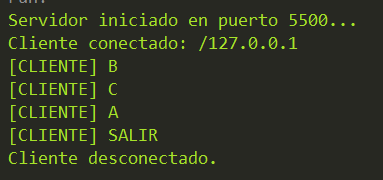 Servidor iniciado en puerto 5500...
Cliente conectado: /127.0.0.1
[CLIENTE] B
[CLIENTE] C
[CLIENTE] A
[CLIENTE] SALIR
Cliente desconectado.